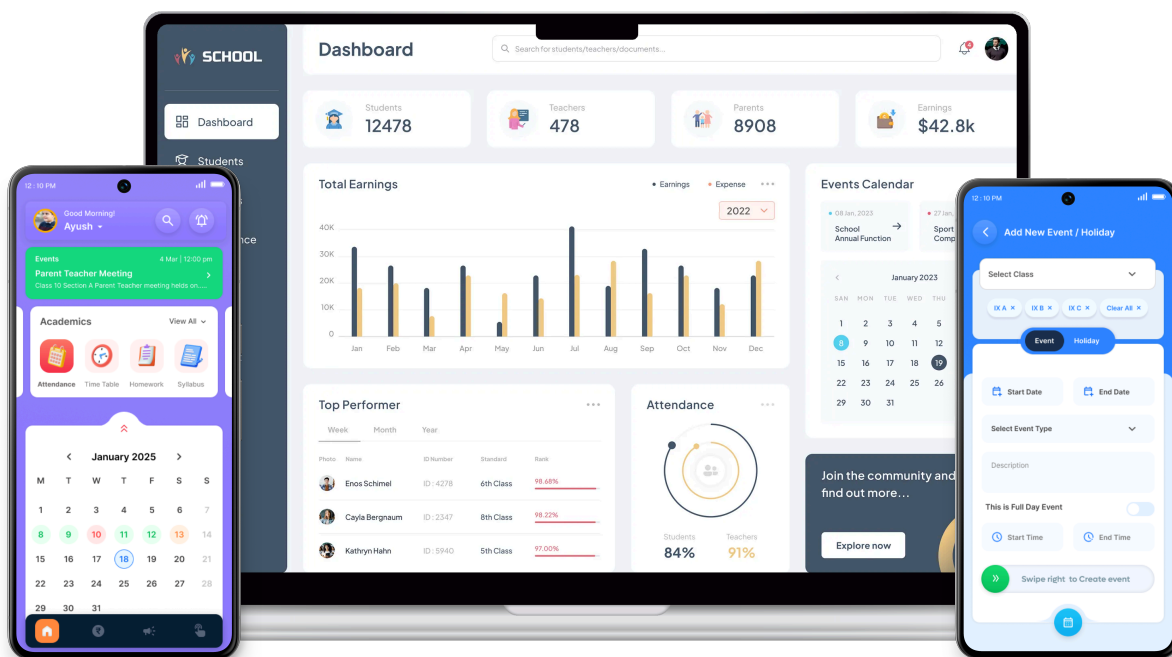 SCHOOL
Dashboard
Students
nce
Dashboard
Search for students/teachers/documents...
4
Students
12478
Teachers
478
Parents
8908
Earnings
$42.8k
Total Earnings
Earnings
Expense
2022
40K
30K
20K
10K
0
Jan Feb Mar Apr May Jun Jul Aug Sep Oct Nov Dec
Events Calendar
08 Jan, 2023
School
Annual Function
27 Jan,
Sport
Comp
January 2023
SAN MON TUE WED THU
1 2 3 4 5
8 9 10 11 12
15 16 17 18 19
22 23 24 25 26
29 30 31
Top Performer
Week Month Year
Photo Name ID Number Standard Rank
Enos Schimel ID : 4278 6th Class 98.68%
Cayla Bergnaum ID : 2347 8th Class 98.22%
Kathryn Hahn ID : 5940 5th Class 97.00%
Attendance
Students
84%
Teachers
91%
Join the community and
find out more...
Explore now
12 : 10 PM
Good Morning!
Ayush
Events 4 Mar | 12:00 pm
Parent Teacher Meeting
Class 10 Section A Parent Teacher meeting helds on.....
Academics View All
Attendance Time Table Homework Syllabus
January 2025
M T W T F S S
1 2 3 4 5 6 7
8 9 10 11 12 13 14
15 16 17 18 19 20 21
22 23 24 25 26 27 28
29 30 31
12 : 10 PM
Add New Event / Holiday
Select Class
IX A × IX B × IX C × Clear All ×
Event Holiday
Start Date End Date
Select Event Type
Description
This is Full Day Event
Start Time End Time
Swipe right to Create event